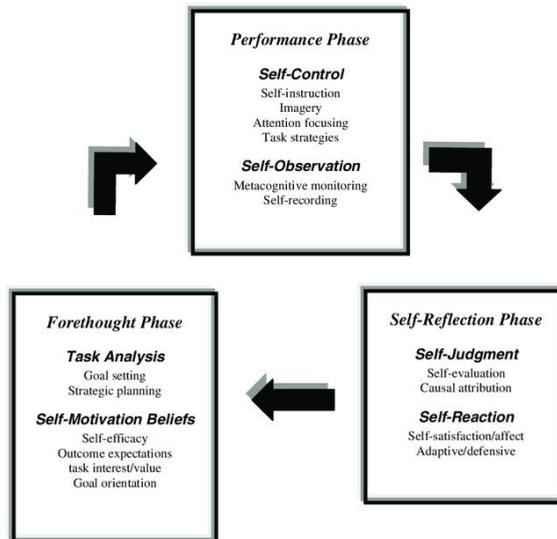 Performance Phase
Self-Control
Self-instruction
Imagery
Attention focusing
Task strategies
Self-Observation
Metacognitive monitoring
Self-recording
Forethought Phase
Task Analysis
Goal setting
Strategic planning
Self-Motivation Beliefs
Self-efficacy
Outcome expectations
task interest/value
Goal orientation
Self-Reflection Phase
Self-Judgment
Self-evaluation
Causal attribution
Self-Reaction
Self-satisfaction/affect
Adaptive/defensive